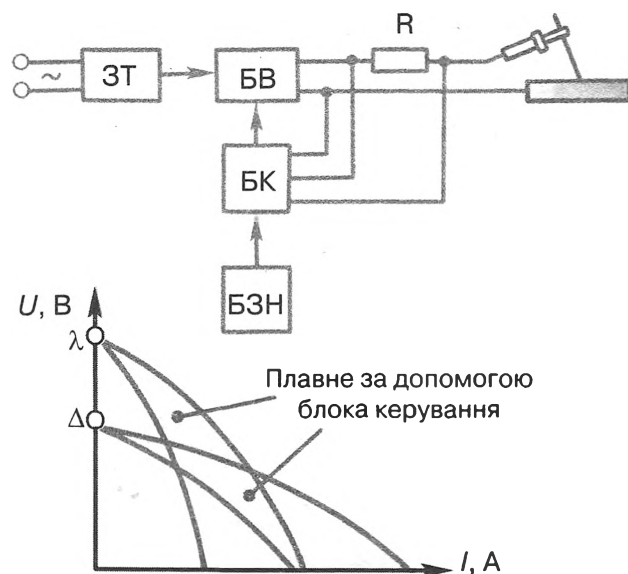 R
~
ЗТ
БВ
БК
БЗН
U, В
λ
Плавне за допомогою
блока керування
Δ
I, А